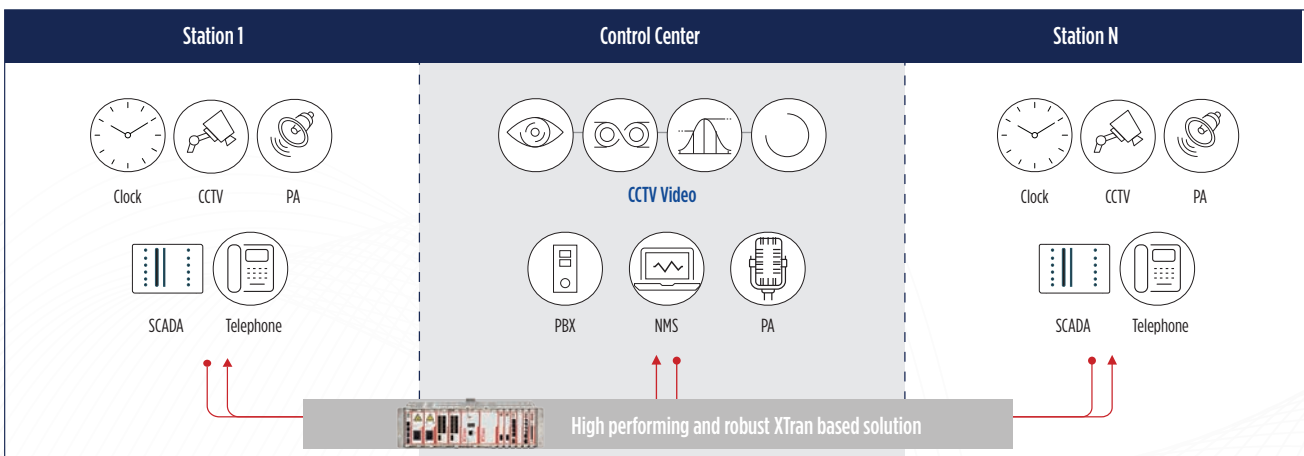 Station 1
Control Center
Station N
Clock
CCTV
PA
CCTV Video
Clock
CCTV
PA
SCADA
Telephone
PBX
NMS
PA
SCADA
Telephone
High performing and robust XTran based solution